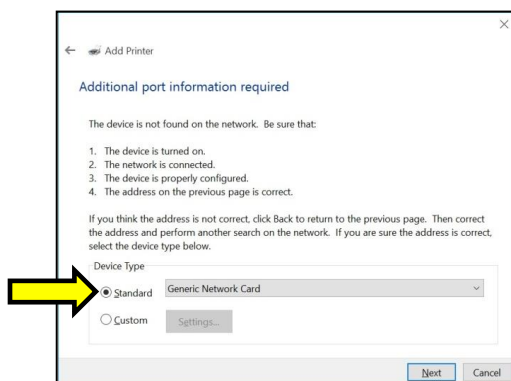 Add Printer
Additional port information required
The device is not found on the network. Be sure that:
1. The device is turned on.
2. The network is connected.
3. The device is properly configured.
4. The address on the previous page is correct.
If you think the address is not correct, click Back to return to the previous page. Then correct
the address and perform another search on the network. If you are sure the address is correct,
select the device type below.
Device Type
Standard Generic Network Card
Custom Settings...
Next Cancel